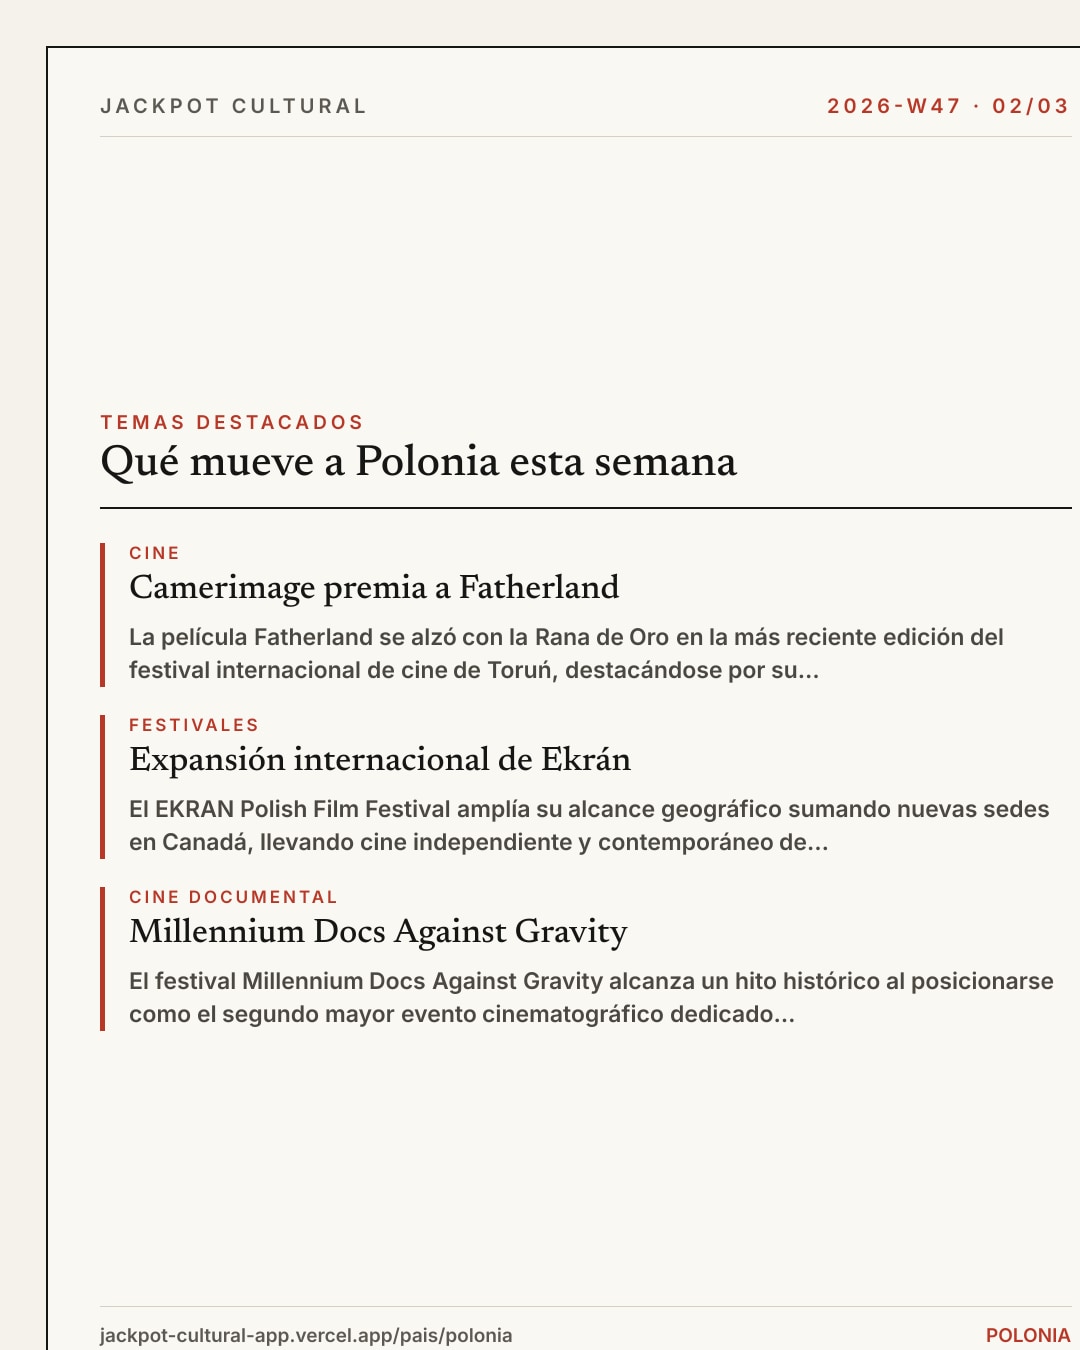 JACKPOT CULTURAL
2026-W47 · 02/03
TEMAS DESTACADOS
Qué mueve a Polonia esta semana
CINE
Camerimage premia a Fatherland
La película Fatherland se alzó con la Rana de Oro en la más reciente edición del
festival internacional de cine de Toruń, destacándose por su...
FESTIVALES
Expansión internacional de Ekrán
El EKRAN Polish Film Festival amplía su alcance geográfico sumando nuevas sedes
en Canadá, llevando cine independiente y contemporáneo de...
CINE DOCUMENTAL
Millennium Docs Against Gravity
El festival Millennium Docs Against Gravity alcanza un hito histórico al posicionarse
como el segundo mayor evento cinematográfico dedicado...
jackpot-cultural-app.vercel.app/pais/polonia
POLONIA